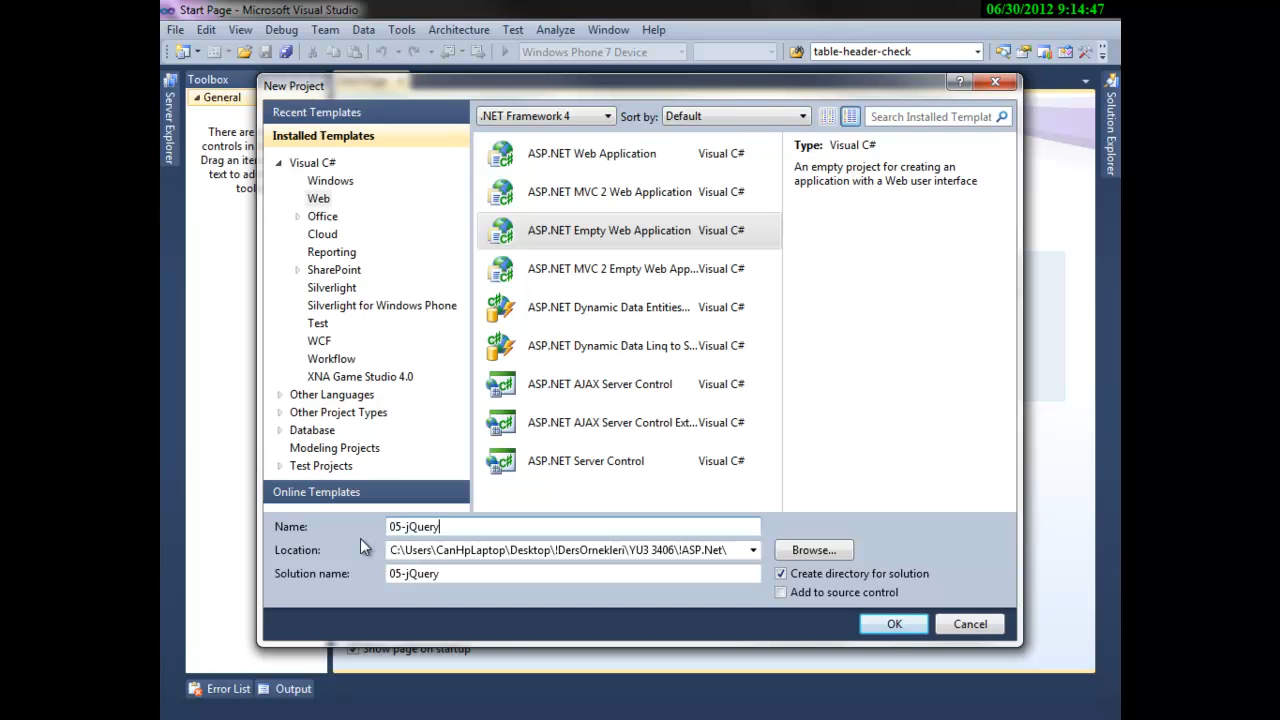 Start Page - Microsoft Visual Studio
06/30/2012 9:14:47
File Edit View Debug Team Data Tools Architecture Test Analyze Window Help
Windows Phone 7 Device
table-header-check
Server Explorer
Toolbox
General
There are
controls in
Drag an ite
text to ad
tool
Solution Explorer
New Project
Recent Templates
Installed Templates
Visual C#
Windows
Web
Office
Cloud
Reporting
SharePoint
Silverlight
Silverlight for Windows Phone
Test
WCF
Workflow
XNA Game Studio 4.0
Other Languages
Other Project Types
Database
Modeling Projects
Test Projects
Online Templates
.NET Framework 4
Sort by: Default
Search Installed Templat
ASP.NET Web Application Visual C#
ASP.NET MVC 2 Web Application Visual C#
ASP.NET Empty Web Application Visual C#
ASP.NET MVC 2 Empty Web App... Visual C#
ASP.NET Dynamic Data Entities... Visual C#
ASP.NET Dynamic Data Linq to S... Visual C#
ASP.NET AJAX Server Control Visual C#
ASP.NET AJAX Server Control Ext... Visual C#
ASP.NET Server Control Visual C#
Type: Visual C#
An empty project for creating an
application with a Web user interface
Name: 05-jQuery
Location: C:\Users\CanHpLaptop\Desktop\!DersOrnekleri\YU3 3406\!ASP.Net\
Browse...
Solution name: 05-jQuery
Create directory for solution
Add to source control
OK Cancel
Show page on startup
Error List Output